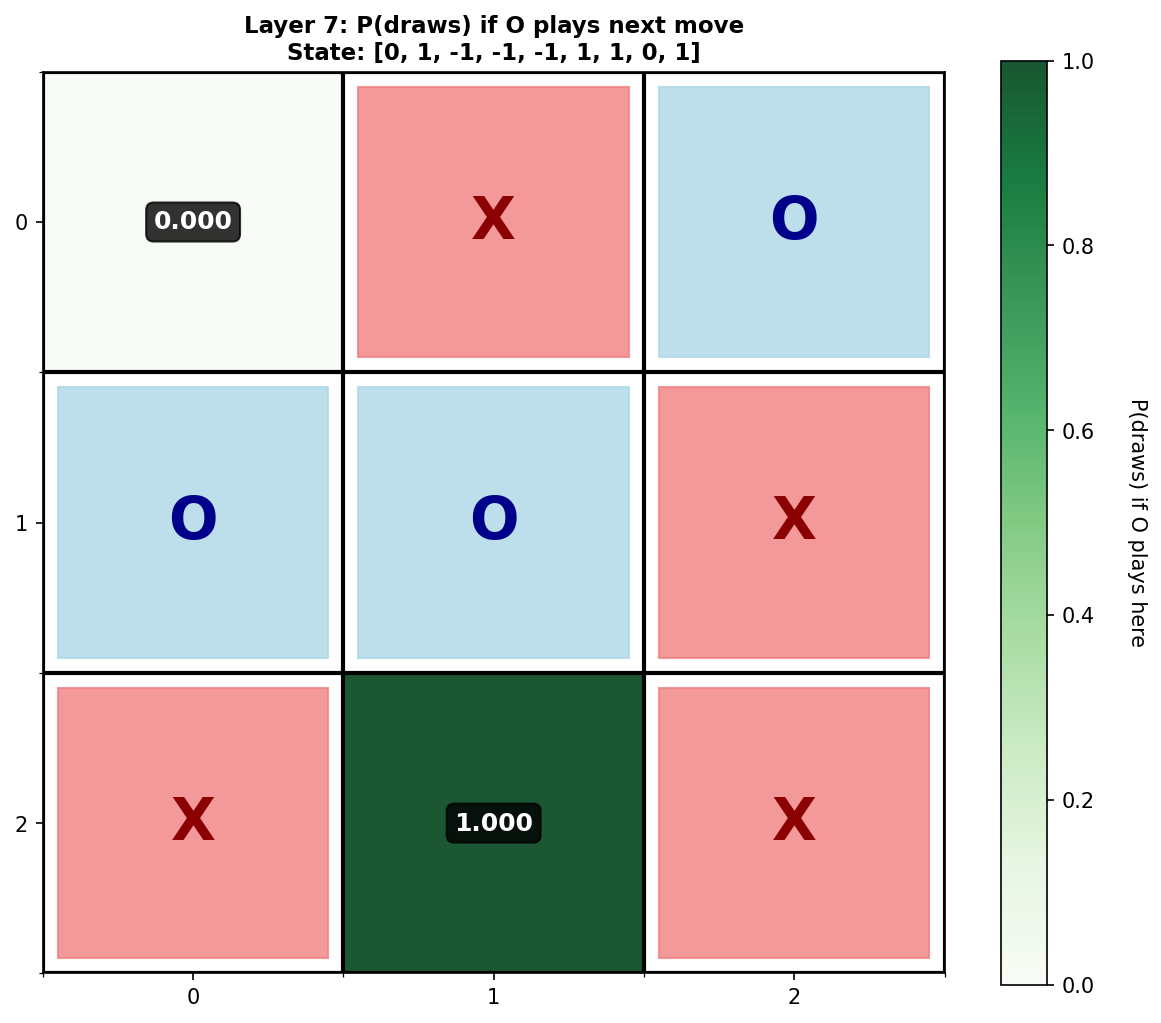 Layer 7: P(draws) if O plays next move
State: [0, 1, -1, -1, -1, 1, 1, 0, 1]
0
0.000
X
O
1
O
O
X
2
X
1.000
X
0
1
2
1.0
0.8
0.6
0.4
0.2
0.0
P(draws) if O plays here